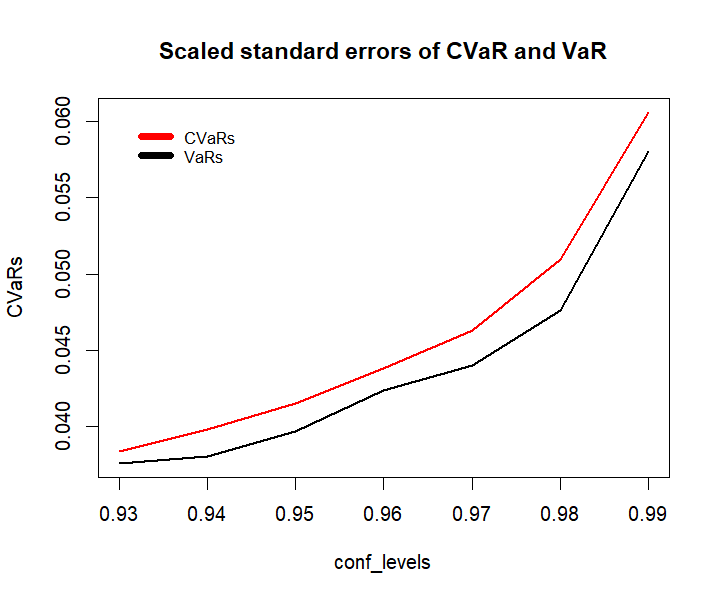 Scaled standard errors of CVaR and VaR
CVaRs
VaRs
0.060
0.055
0.050
0.045
0.040
CVaRs
0.93 0.94 0.95 0.96 0.97 0.98 0.99
conf_levels